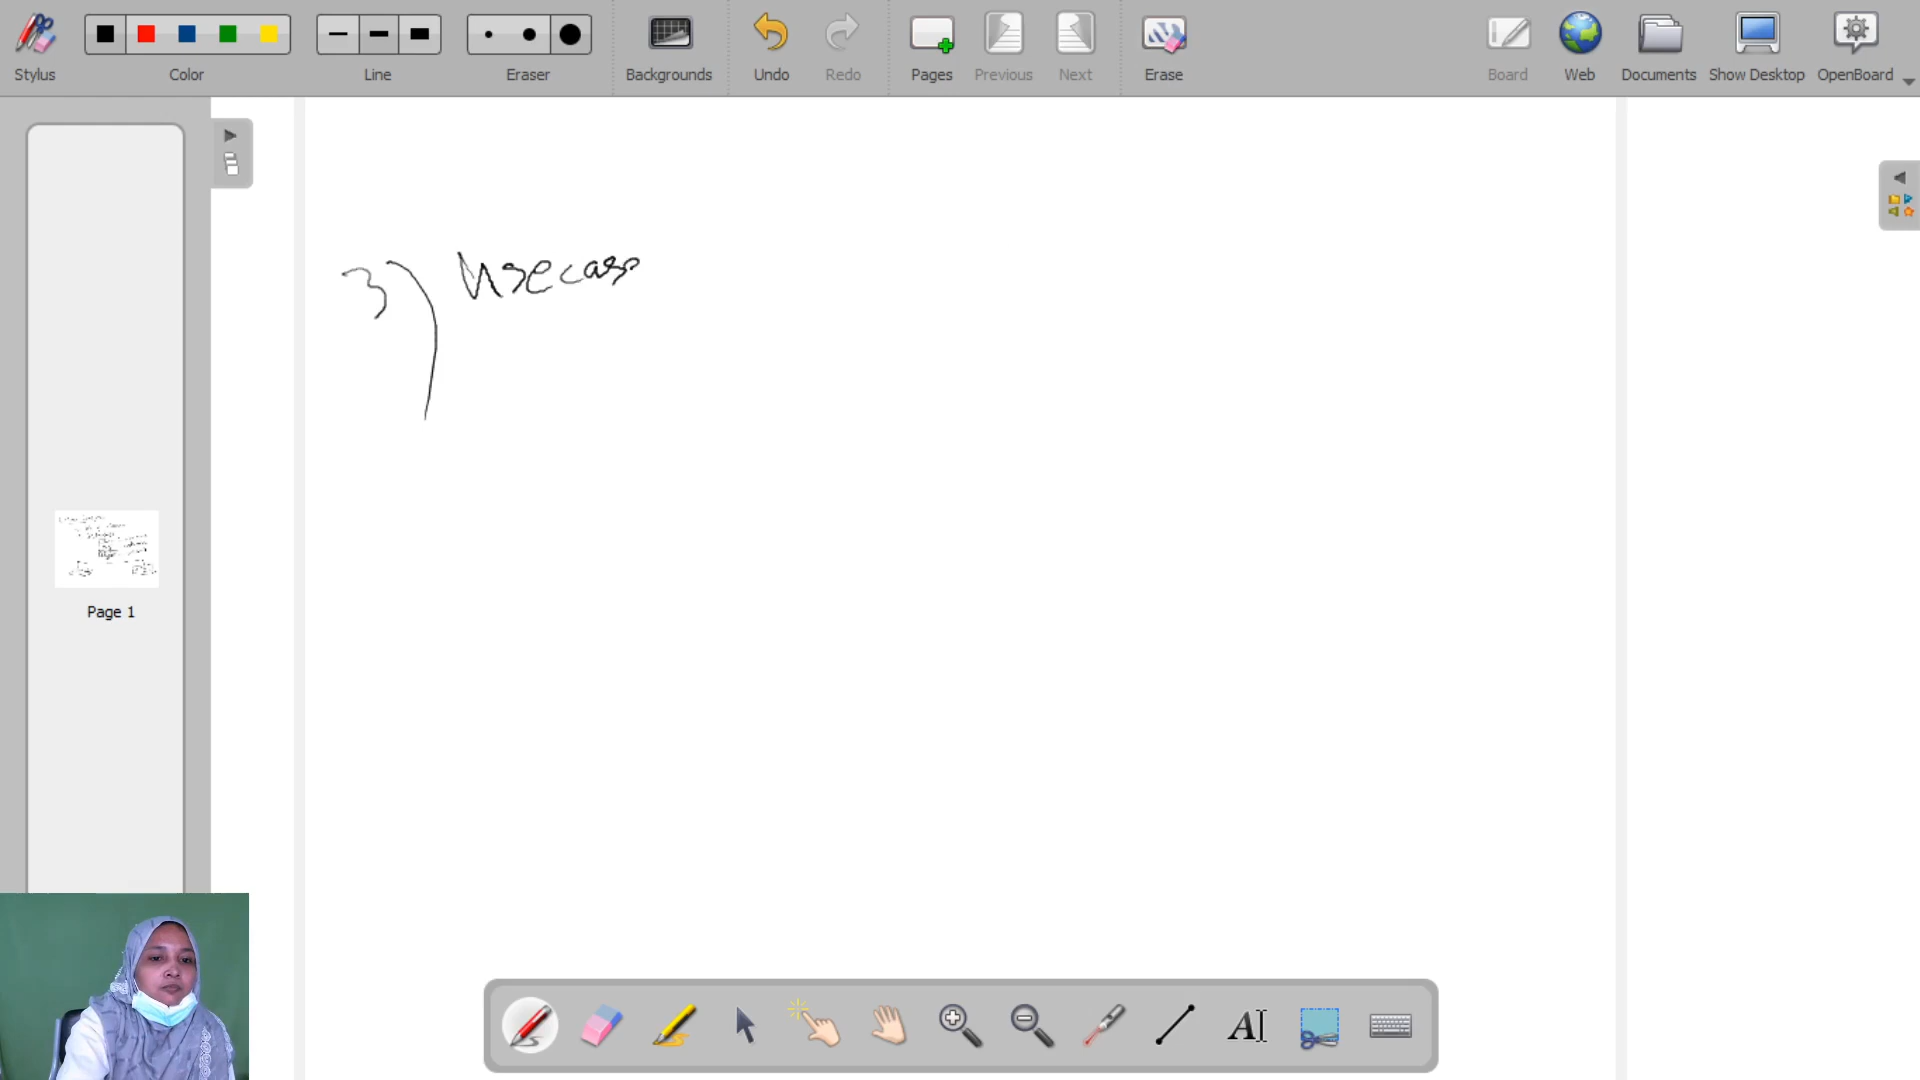 Stylus
Color
Line
Eraser
Backgrounds
Undo
Redo
Pages
Previous
Next
Erase
Board
Web
Documents
Show Desktop
OpenBoard
3) Usecase
Page 1